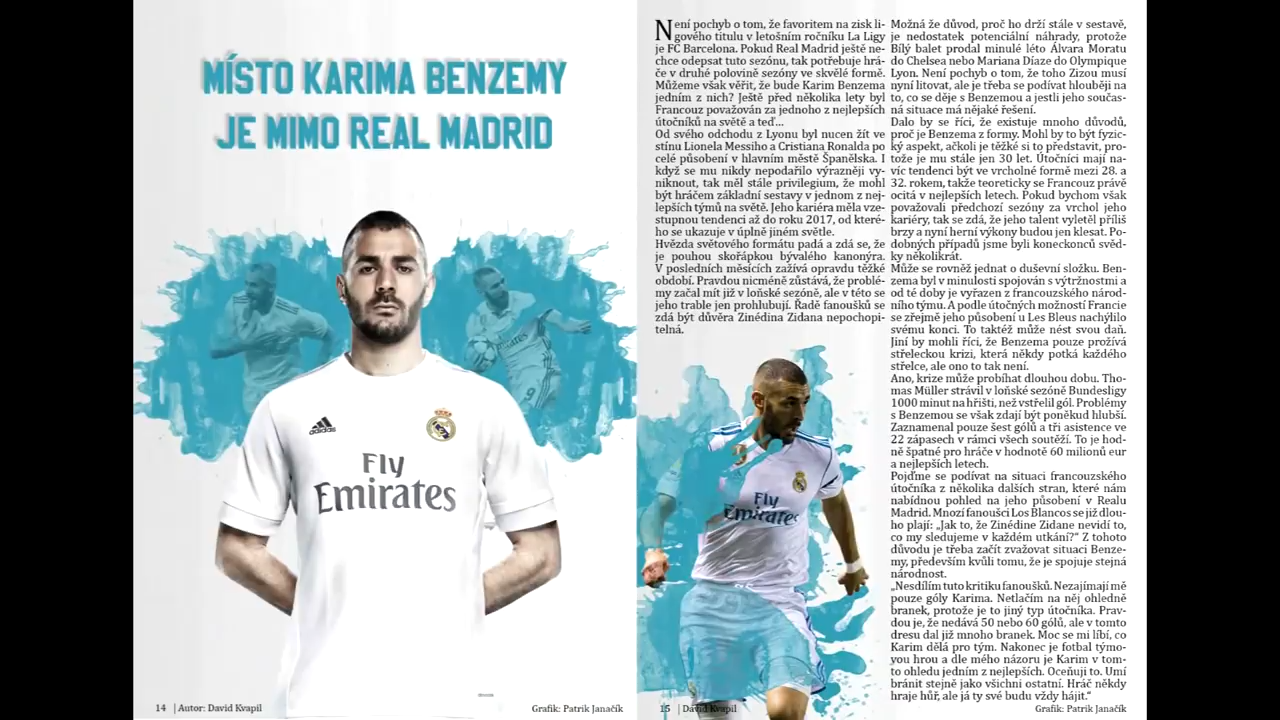 MÍSTO KARIMA BENZEMY
JE MIMO REAL MADRID
adidas
Fly
Emirates
14 | Autor: David Kvapil
Grafik: Patrik Janačík
Není pochyb o tom, že favoritem na zisk li-
gového titulu v letošním ročníku La Ligy
je FC Barcelona. Pokud Real Madrid ještě ne-
chce odepsat tuto sezónu, tak potřebuje hrá-
če v druhé polovině sezóny ve skvělé formě.
Můžeme však věřit, že bude Karim Benzema
jedním z nich? Ještě před několika lety byl
Francouz považován za jednoho z nejlepších
útočníků na světě a teď...
Od svého odchodu z Lyonu byl nucen žít ve
stínu Lionela Messiho a Cristiana Ronalda po
celé působení v hlavním městě Španělska. I
když se mu nikdy nepodařilo výrazněji vy-
niknout, tak měl stále privilegium, že mohl
být hráčem základní sestavy v jednom z nej-
lepších týmů na světě. Jeho kariéra měla vze-
stupnou tendenci až do roku 2017, od které-
ho se ukazuje v úplně jiném světle.
Hvězda světového formátu padá a zdá se, že
je pouhou skořápkou bývalého kanonýra.
V posledních měsících zažívá opravdu těžké
období. Pravdou nicméně zůstává, že problé-
my začal mít již v loňské sezóně, ale v této se
jeho trable jen prohlubují. Řadě fanoušků se
zdá být důvěra Zinédina Zidana nepochopi-
telná.
Fly
Emirates
15 | David Kvapil
Možná že důvod, proč ho drží stále v sestavě,
je nedostatek potenciální náhrady, protože
Bílý balet prodal minulé léto Álvara Moratu
do Chelsea nebo Mariana Díaze do Olympique
Lyon. Není pochyb o tom, že toho Zizou musí
nyní litovat, ale je třeba se podívat hlouběji na
to, co se děje s Benzemou a jestli jeho součas-
ná situace má nějaké řešení.
Dalo by se říci, že existuje mnoho důvodů,
proč je Benzema z formy. Mohl by to být fyzic-
ký aspekt, ačkoli je těžké si to představit, pro-
tože je mu stále jen 30 let. Útočníci mají na-
víc tendenci být ve vrcholné formě mezi 28. a
32. rokem, takže teoreticky se Francouz právě
ocitá v nejlepších letech. Pokud bychom však
považovali předchozí sezóny za vrchol jeho
kariéry, tak se zdá, že jeho talent vyletěl příliš
brzy a nyní herní výkony budou jen klesat. Po-
dobných případů jsme byli koneckonců svěd-
ky několikrát.
Může se rovněž jednat o duševní složku. Ben-
zema byl v minulosti spojován s výtržnostmi a
od té doby je vyřazen z francouzského národ-
ního týmu. A podle útočných možností Francie
se zřejmě jeho působení u Les Bleus nachýlilo
svému konci. To taktéž může nést svou daň.
Jiní by mohli říci, že Benzema pouze prožívá
střeleckou krizi, která někdy potká každého
střelce, ale ono to tak není.
Ano, krize může probíhat dlouhou dobu. Tho-
mas Müller strávil v loňské sezóně Bundesligy
1000 minut na hřišti, než vstřelil gól. Problémy
s Benzemou se však zdají být poněkud hlubší.
Zaznamenal pouze šest gólů a tři asistence ve
22 zápasech v rámci všech soutěží. To je hod-
ně špatné pro hráče v hodnotě 60 milionů eur
a nejlepších letech.
Pojďme se podívat na situaci francouzského
útočníka z několika dalších stran, které nám
nabídnou pohled na jeho působení v Realu
Madrid. Mnozí fanoušci Los Blancos se již dlou-
ho plají: „Jak to, že Zinédine Zidane nevidí to,
co my sledujeme v každém utkání?“ Z tohoto
důvodu je třeba začít zvažovat situaci Benze-
my, především kvůli tomu, že je spojuje stejná
národnost.
„Nesdílím tuto kritiku fanoušků. Nezajímají mě
pouze góly Karima. Netlačím na něj ohledně
branek, protože je to jiný typ útočníka. Prav-
dou je, že nedává 50 nebo 60 gólů, ale v tomto
dresu dal již mnoho branek. Moc se mi líbí, co
Karim dělá pro tým. Nakonec je fotbal týmo-
vou hrou a dle mého názoru je Karim v tom-
to ohledu jedním z nejlepších. Oceňuji to. Umí
bránit stejně jako všichni ostatní. Hráč někdy
hraje hůř, ale já ty své budu vždy hájit.“
Grafik: Patrik Janačík